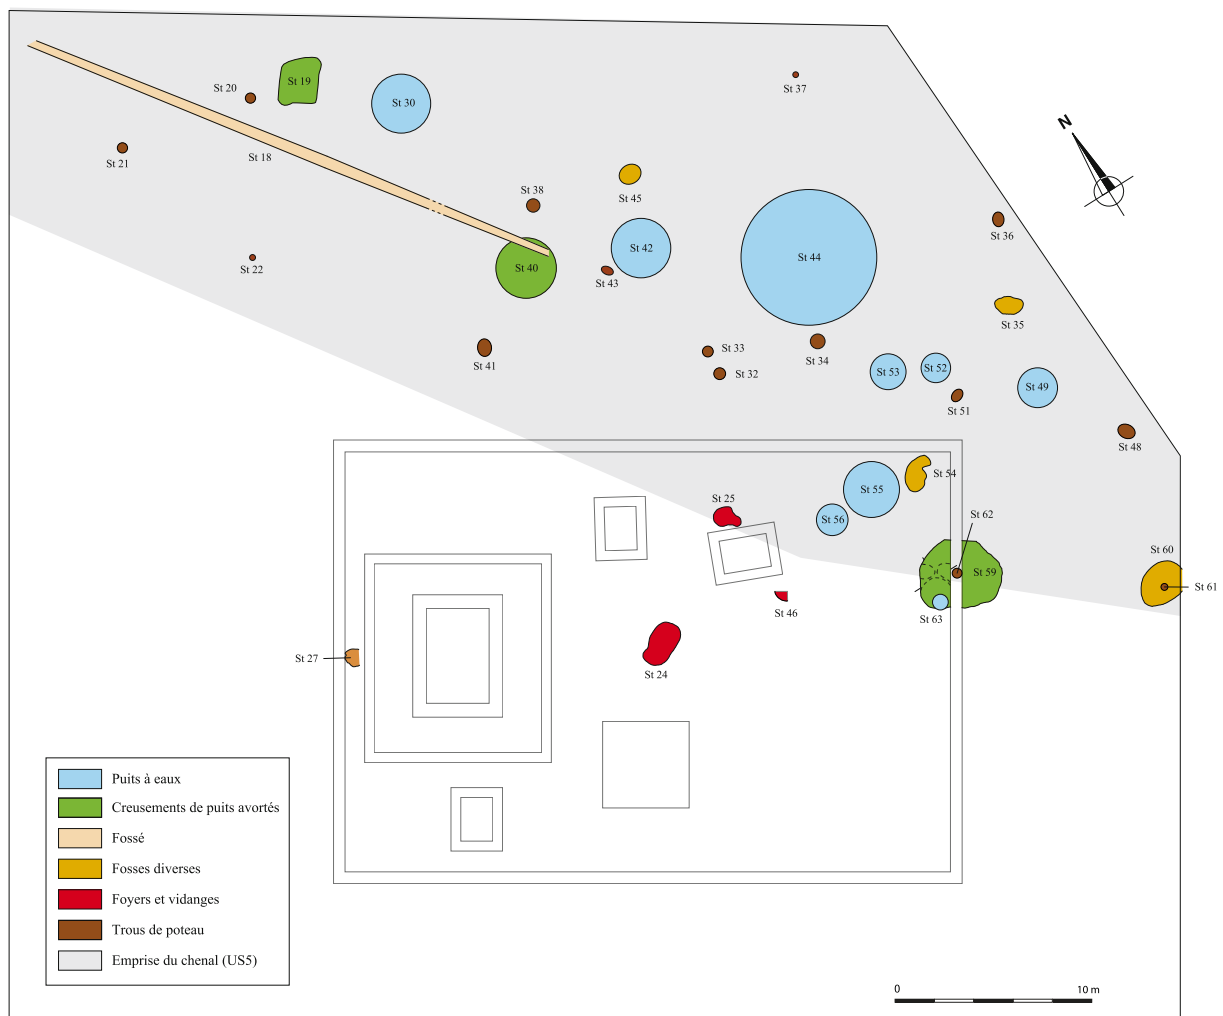 N
St 19
St 20
St 30
St 37
St 18
St 21
St 38
St 45
St 36
St 42
St 44
St 22
St 40
St 43
St 35
St 33
St 34
St 41
St 32
St 53
St 52
St 49
St 51
St 48
St 54
St 55
St 25
St 56
St 62
St 60
St 59
St 61
St 46
St 63
St 27
St 24
Puits à eaux
Creusements de puits avortés
Fossé
Fosses diverses
Foyers et vidanges
Trous de poteau
Emprise du chenal (US5)
0 10 m